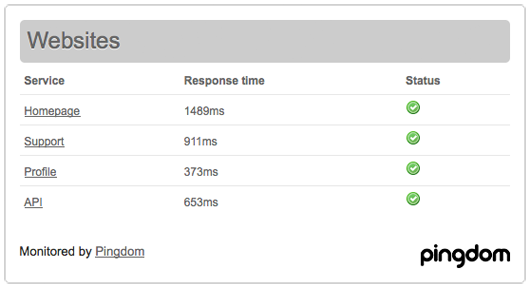 Websites
Service Response time Status
Homepage 1489ms
Support 911ms
Profile 373ms
API 653ms
Monitored by Pingdom pingdom